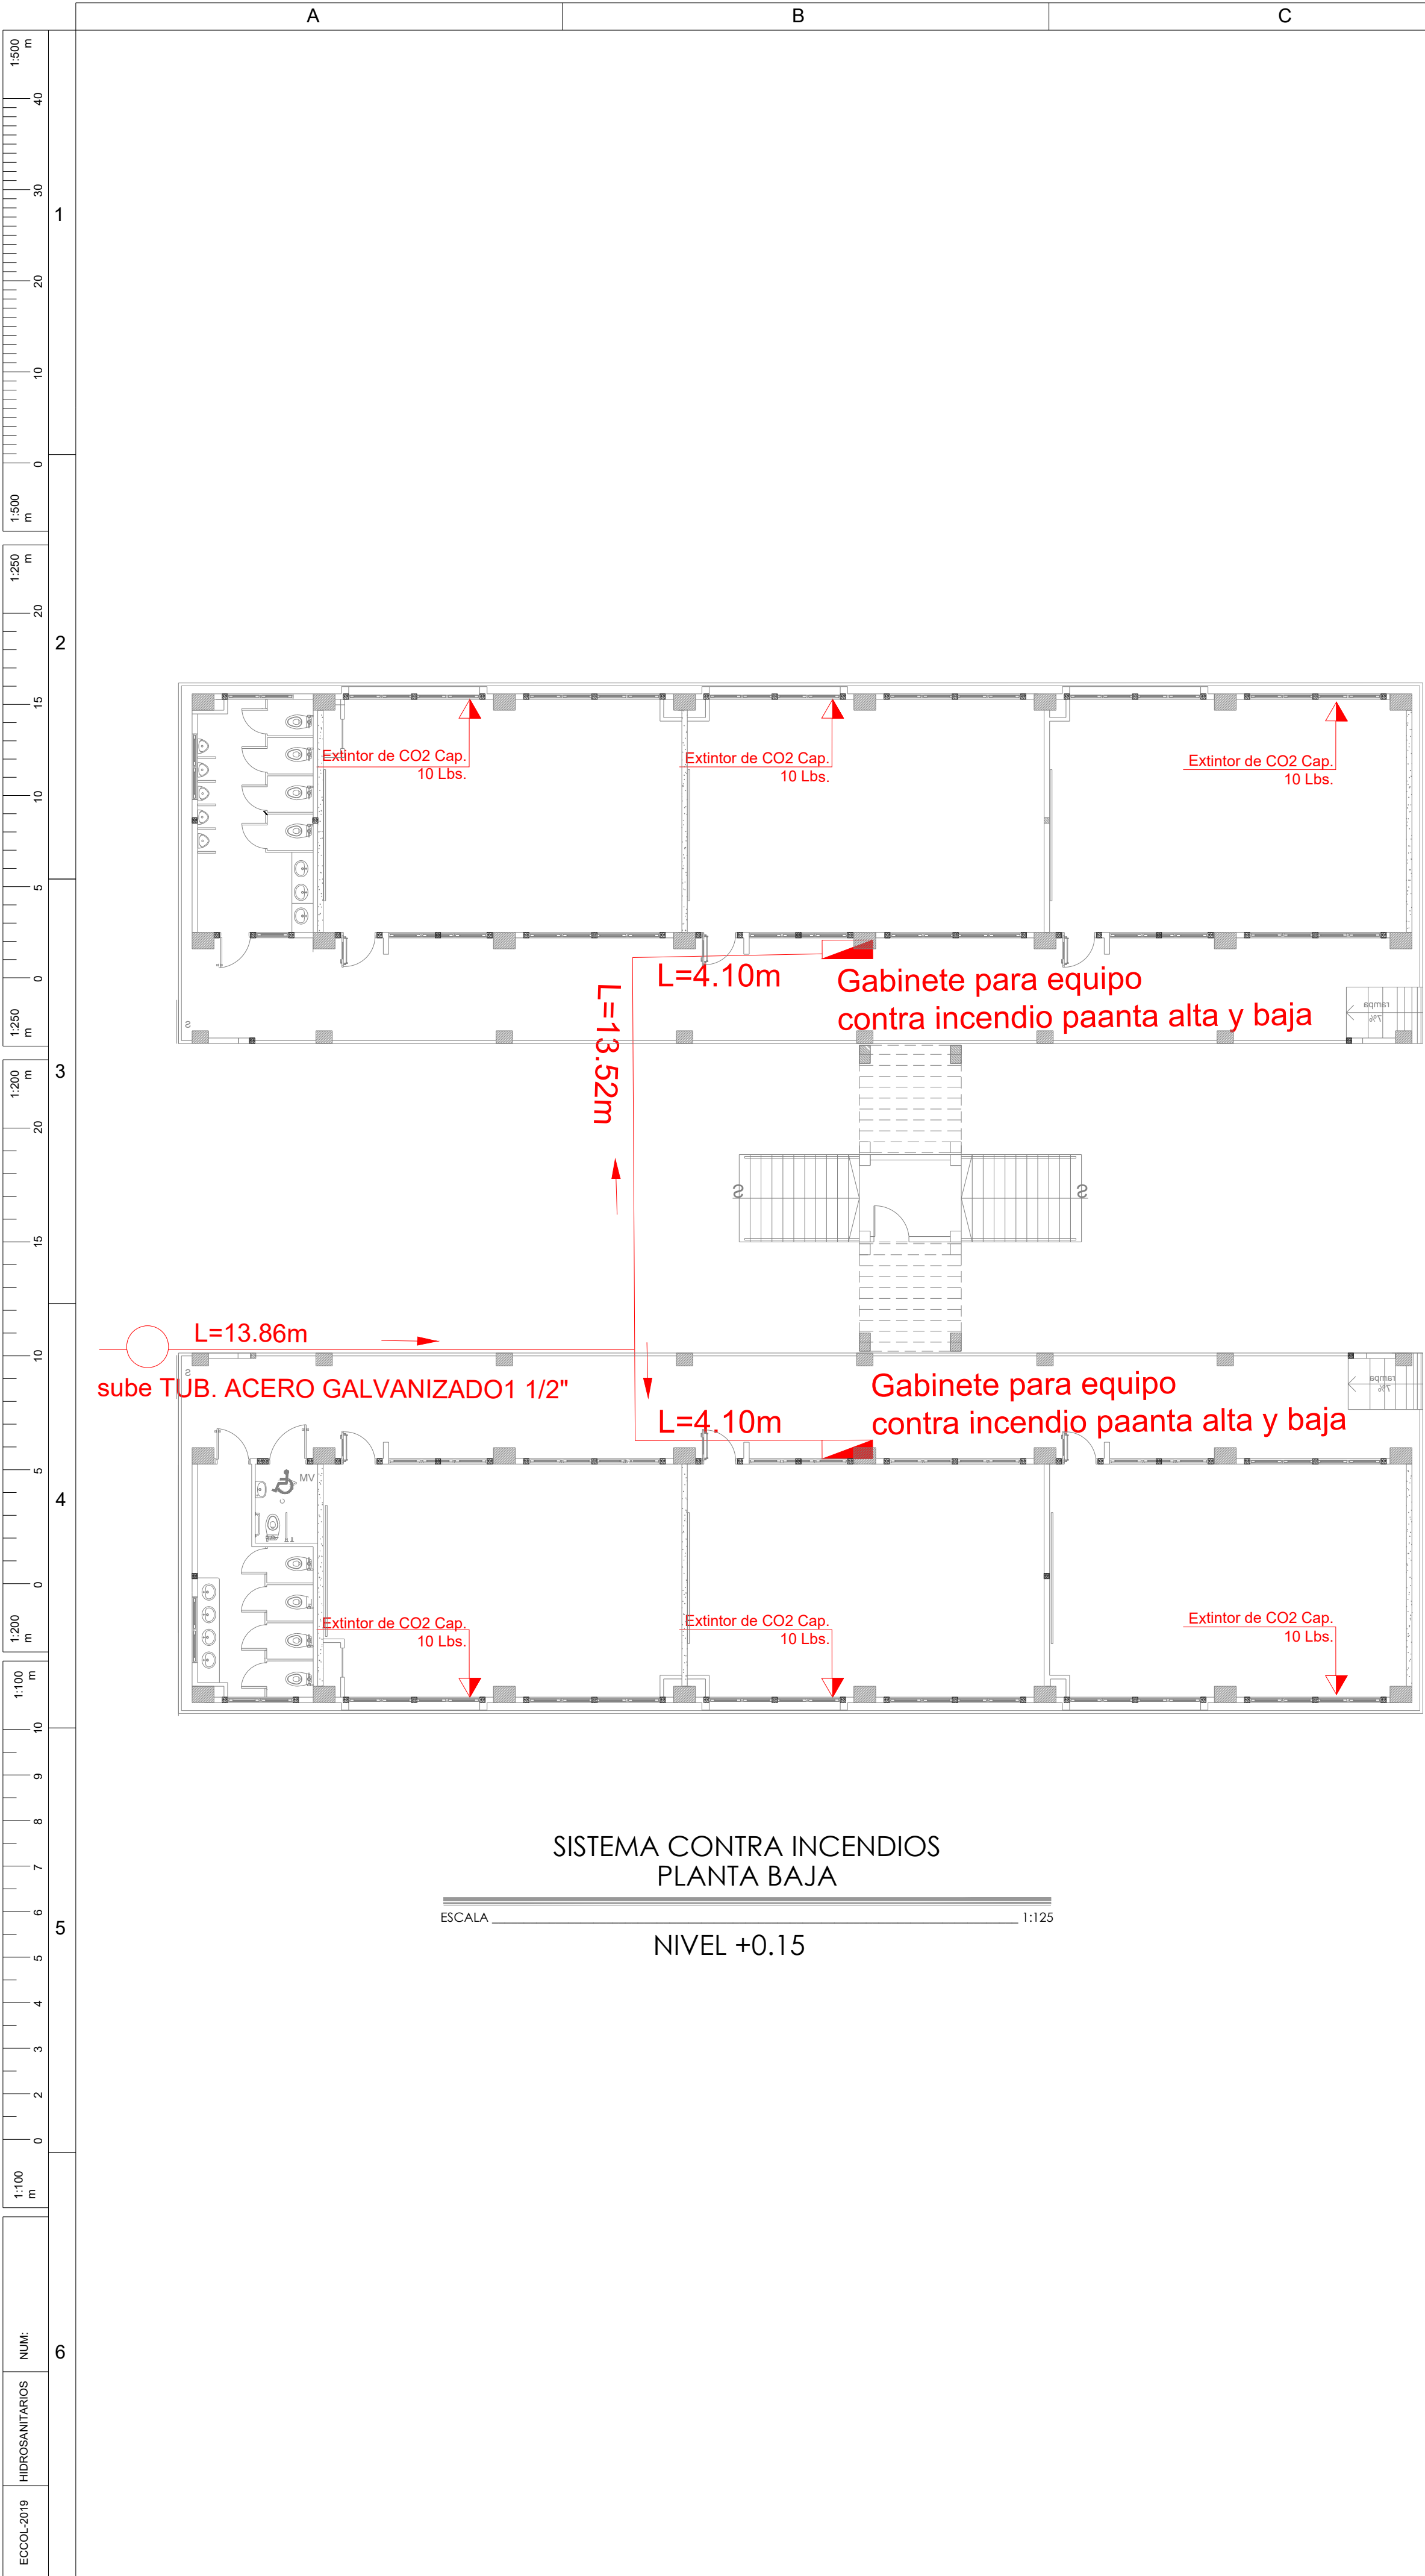 A
B
C
1:500
m
40
30
20
10
0
1:500
m
1:250
m
20
15
10
5
0
1:250
m
1:200
m
20
15
10
5
0
1:200
m
1:100
m
10
9
8
7
6
5
4
3
2
1
0
1:100
m
NUM:
HIDROSANITARIOS
ECCOL-2019
1
2
3
4
5
6
Extintor de CO2 Cap.
10 Lbs.
Extintor de CO2 Cap.
10 Lbs.
Extintor de CO2 Cap.
10 Lbs.
L=4.10m
Gabinete para equipo
contra incendio paanta alta y baja
L=13.52m
rampa
7%
S
S
S
L=13.86m
sube TUB. ACERO GALVANIZADO1 1/2"
S
L=4.10m
Gabinete para equipo
contra incendio paanta alta y baja
rampa
7%
MV
Extintor de CO2 Cap.
10 Lbs.
Extintor de CO2 Cap.
10 Lbs.
Extintor de CO2 Cap.
10 Lbs.
SISTEMA CONTRA INCENDIOS
PLANTA BAJA
ESCALA 1:125
NIVEL +0.15